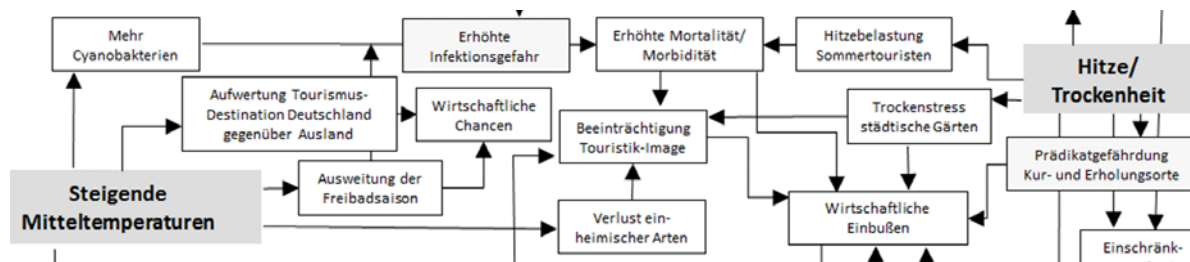 Mehr
Cyanobakterien
Erhöhte
Infektionsgefahr
Erhöhte Mortalität/
Morbidität
Hitzebelastung
Sommertouristen
Hitze/
Trockenheit
Aufwertung Tourismus-
Destination Deutschland
gegenüber Ausland
Wirtschaftliche
Chancen
Beeinträchtigung
Touristik-Image
Trockenstress
städtische Gärten
Prädikatgefährdung
Kur- und Erholungsorte
Steigende
Mitteltemperaturen
Ausweitung der
Freibadsaison
Verlust ein-
heimischer Arten
Wirtschaftliche
Einbußen
Einschränk-